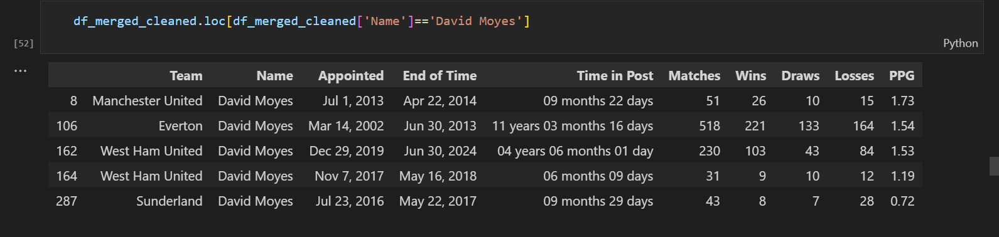 df_merged_cleaned.loc[df_merged_cleaned['Name']=='David Moyes']
[52]
Python
...
Team Name Appointed End of Time Time in Post Matches Wins Draws Losses PPG
8 Manchester United David Moyes Jul 1, 2013 Apr 22, 2014 09 months 22 days 51 26 10 15 1.73
106 Everton David Moyes Mar 14, 2002 Jun 30, 2013 11 years 03 months 16 days 518 221 133 164 1.54
162 West Ham United David Moyes Dec 29, 2019 Jun 30, 2024 04 years 06 months 01 day 230 103 43 84 1.53
164 West Ham United David Moyes Nov 7, 2017 May 16, 2018 06 months 09 days 31 9 10 12 1.19
287 Sunderland David Moyes Jul 23, 2016 May 22, 2017 09 months 29 days 43 8 7 28 0.72